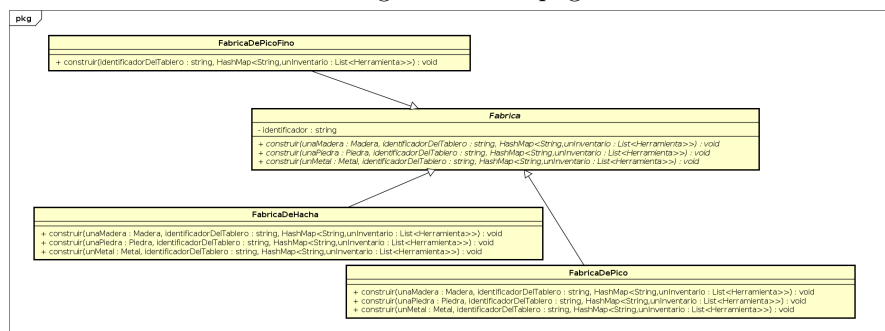 pkg
FabricaDePicoFino
+ construir(identificadorDelTablero : string, HashMap<String,unInventario : List<Herramienta>>) : void
Fabrica
- identificador : string
+ construir(unaMadera : Madera, identificadorDelTablero : string, HashMap<String,unInventario : List<Herramienta>>) : void
+ construir(unaPiedra : Piedra, identificadorDelTablero : string, HashMap<String,unInventario : List<Herramienta>>) : void
+ construir(unMetal : Metal, identificadorDelTablero : string, HashMap<String,unInventario : List<Herramienta>>) : void
FabricaDeHacha
+ construir(unaMadera : Madera, identificadorDelTablero : string, HashMap<String,unInventario : List<Herramienta>>) : void
+ construir(unaPiedra : Piedra, identificadorDelTablero : string, HashMap<String,unInventario : List<Herramienta>>) : void
+ construir(unMetal : Metal, identificadorDelTablero : string, HashMap<String,unInventario : List<Herramienta>>) : void
FabricaDePico
+ construir(unaMadera : Madera, identificadorDelTablero : string, HashMap<String,unInventario : List<Herramienta>>) : void
+ construir(unaPiedra : Piedra, identificadorDelTablero : string, HashMap<String,unInventario : List<Herramienta>>) : void
+ construir(unMetal : Metal, identificadorDelTablero : string, HashMap<String,unInventario : List<Herramienta>>) : void